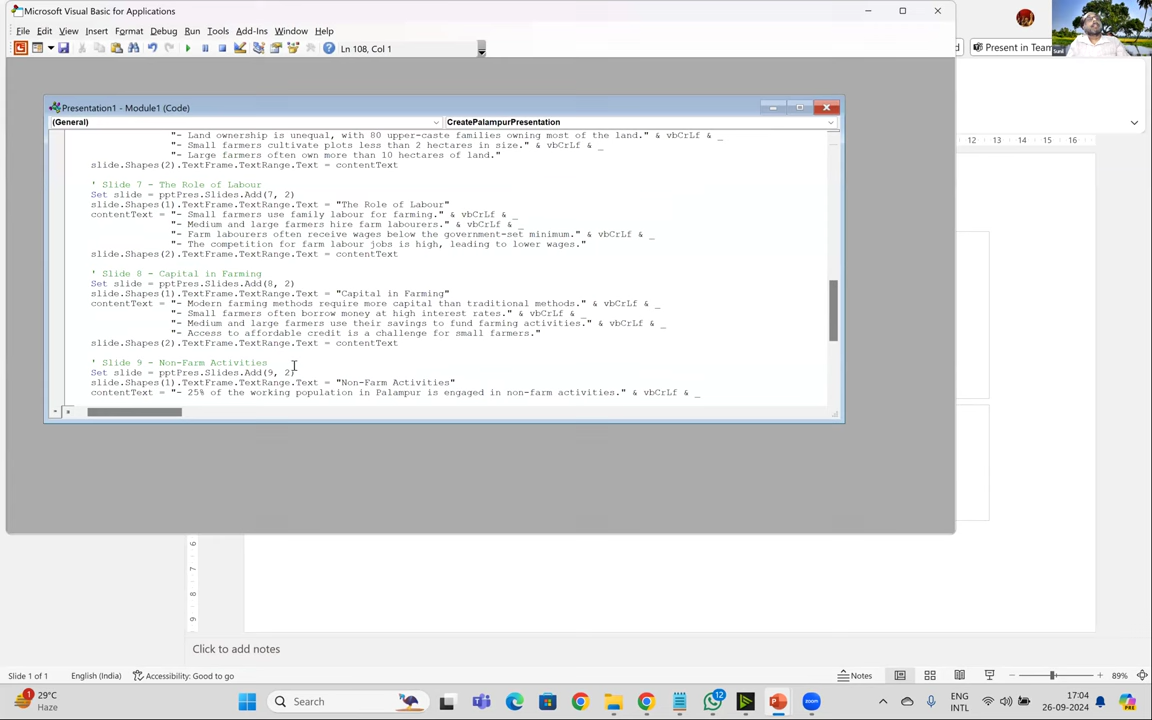 Microsoft Visual Basic for Applications
File Edit View Insert Format Debug Run Tools Add-Ins Window Help
Ln 108, Col 1
Present in Team
Sunil
Presentation1 - Module1 (Code)
(General) CreatePalampurPresentation
"- Land ownership is unequal, with 80 upper-caste families owning most of the land." & vbCrLf & _
"- Small farmers cultivate plots less than 2 hectares in size." & vbCrLf & _
"- Large farmers often own more than 10 hectares of land."
slide.Shapes(2).TextFrame.TextRange.Text = contentText
' Slide 7 - The Role of Labour
Set slide = pptPres.Slides.Add(7, 2)
slide.Shapes(1).TextFrame.TextRange.Text = "The Role of Labour"
contentText = "- Small farmers use family labour for farming." & vbCrLf & _
"- Medium and large farmers hire farm labourers." & vbCrLf & _
"- Farm labourers often receive wages below the government-set minimum." & vbCrLf & _
"- The competition for farm labour jobs is high, leading to lower wages."
slide.Shapes(2).TextFrame.TextRange.Text = contentText
' Slide 8 - Capital in Farming
Set slide = pptPres.Slides.Add(8, 2)
slide.Shapes(1).TextFrame.TextRange.Text = "Capital in Farming"
contentText = "- Modern farming methods require more capital than traditional methods." & vbCrLf & _
"- Small farmers often borrow money at high interest rates." & vbCrLf & _
"- Medium and large farmers use their savings to fund farming activities." & vbCrLf & _
"- Access to affordable credit is a challenge for small farmers."
slide.Shapes(2).TextFrame.TextRange.Text = contentText
' Slide 9 - Non-Farm Activities
Set slide = pptPres.Slides.Add(9, 2)
slide.Shapes(1).TextFrame.TextRange.Text = "Non-Farm Activities"
contentText = "- 25% of the working population in Palampur is engaged in non-farm activities." & vbCrLf & _
12 13 14 15 16
6
7
8
9
Click to add notes
Slide 1 of 1 English (India) Accessibility: Good to go Notes 89%
29°C
Haze
Search
12
ENG
INTL
17:04
26-09-2024